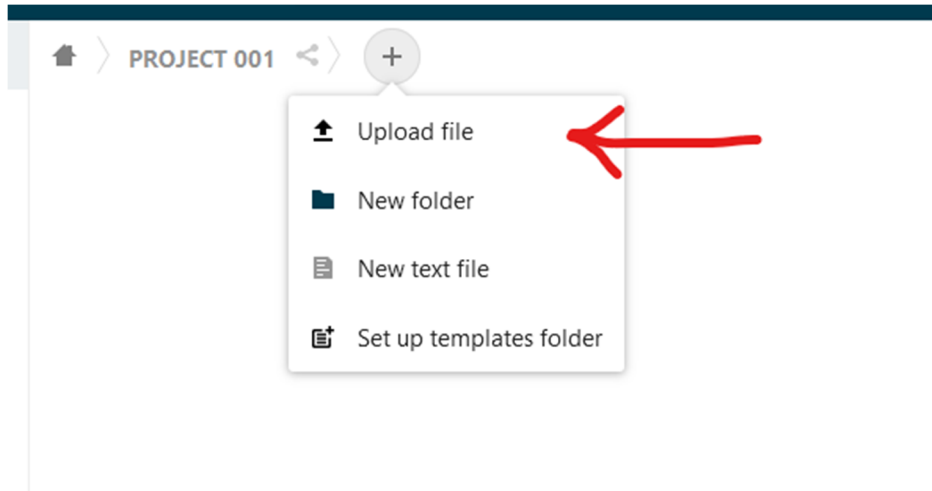 PROJECT 001
Upload file
New folder
New text file
Set up templates folder